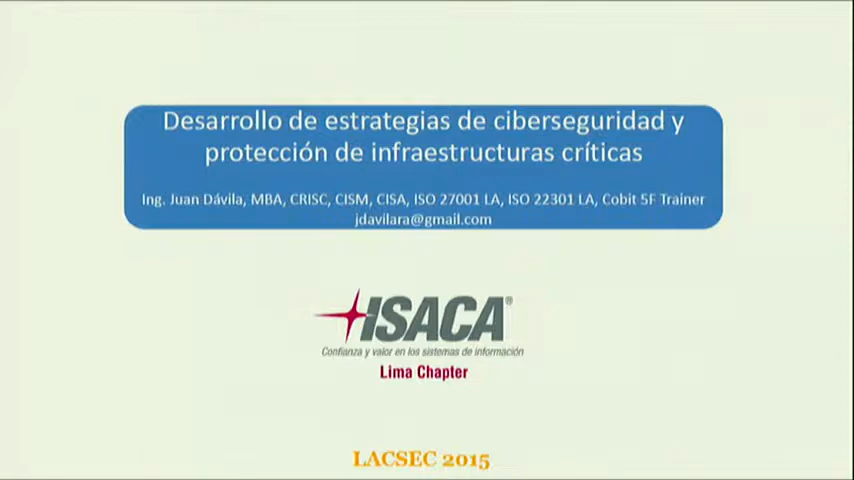 Desarrollo de estrategias de ciberseguridad y
protección de infraestructuras críticas
Ing. Juan Dávila, MBA, CRISC, CISM, CISA, ISO 27001 LA, ISO 22301 LA, Cobit 5F Trainer
jdavilara@gmail.com
ISACA®
Confianza y valor en los sistemas de información
Lima Chapter
LACSEC 2015